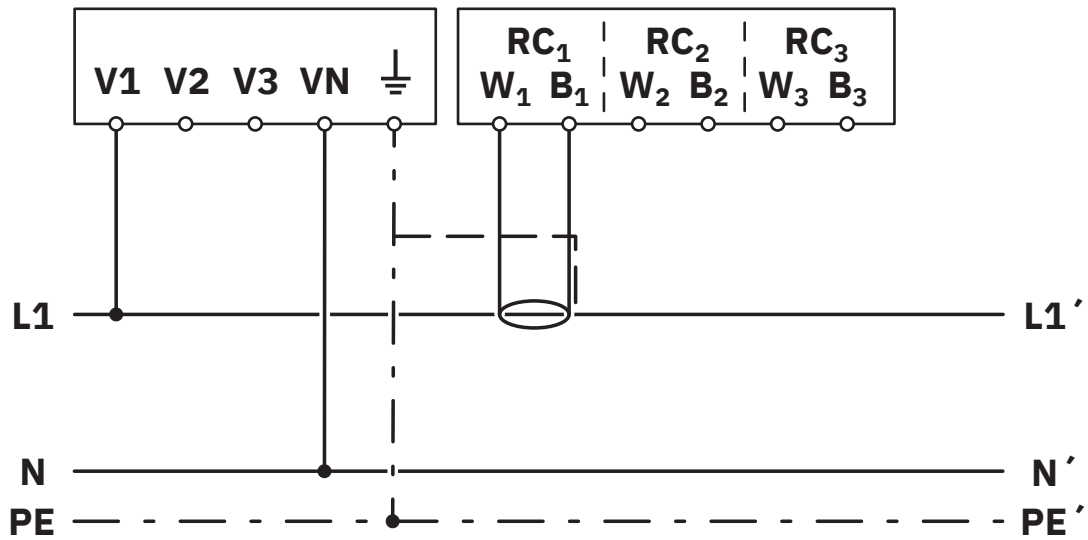 RC₁ RC₂ RC₃
V1 V2 V3 VN W₁ B₁ W₂ B₂ W₃ B₃
L1 L1´
N N´
PE PE´